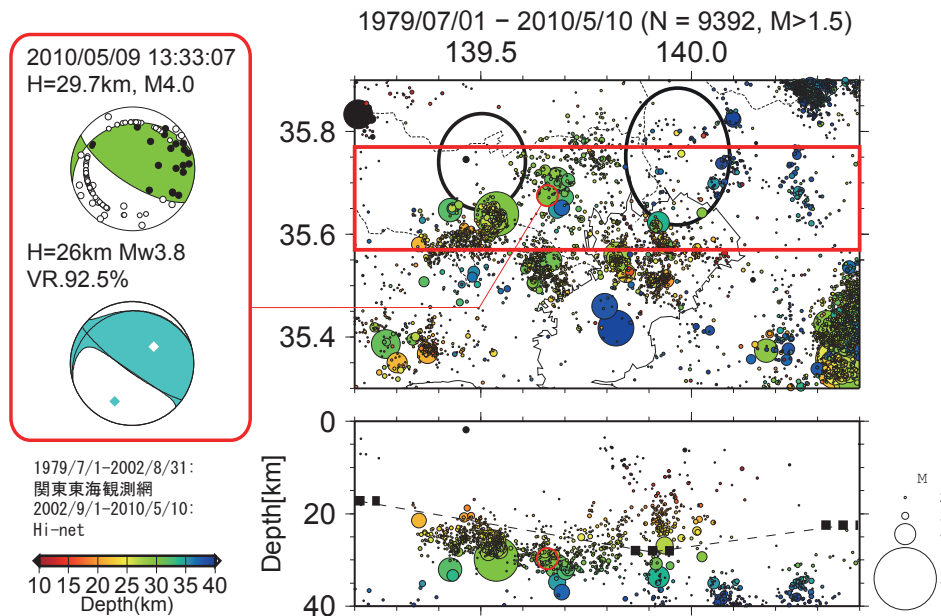 1979/07/01 − 2010/5/10 (N = 9392, M>1.5)
139.5 140.0
2010/05/09 13:33:07
H=29.7km, M4.0
H=26km Mw3.8
VR.92.5%
35.8
35.6
35.4
1979/7/1-2002/8/31:
関東東海観測網
2002/9/1-2010/5/10:
Hi-net
10 15 20 25 30 35 40
Depth(km)
0
20
40
Depth[km]
M